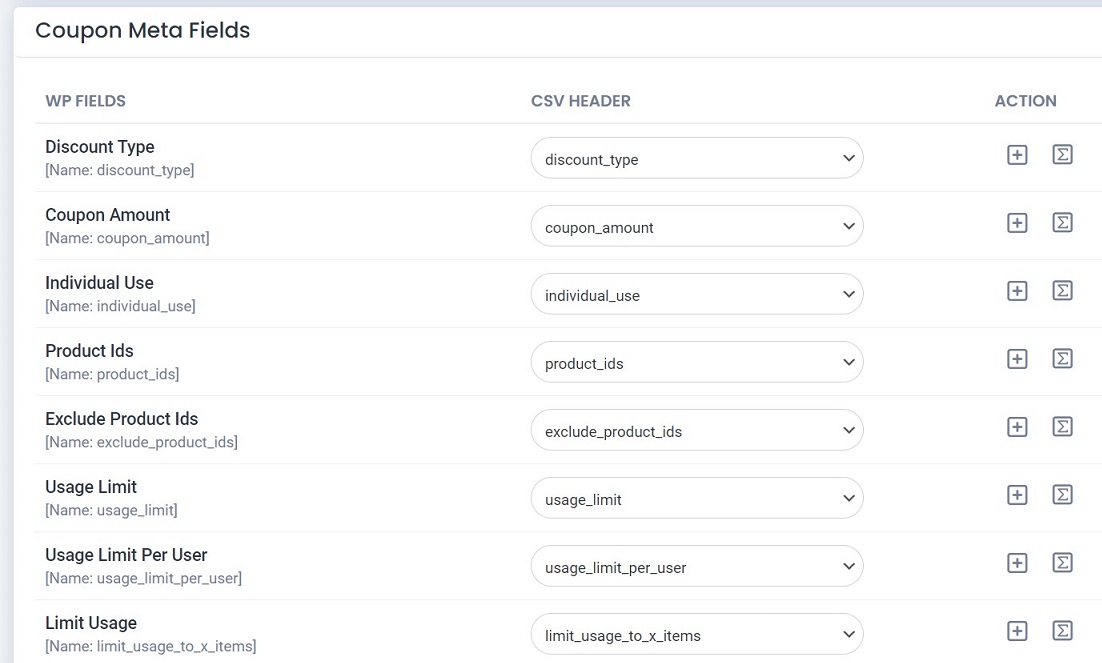 Coupon Meta Fields
WP FIELDS CSV HEADER ACTION
Discount Type
[Name: discount_type]
discount_type
Coupon Amount
[Name: coupon_amount]
coupon_amount
Individual Use
[Name: individual_use]
individual_use
Product Ids
[Name: product_ids]
product_ids
Exclude Product Ids
[Name: exclude_product_ids]
exclude_product_ids
Usage Limit
[Name: usage_limit]
usage_limit
Usage Limit Per User
[Name: usage_limit_per_user]
usage_limit_per_user
Limit Usage
[Name: limit_usage_to_x_items]
limit_usage_to_x_items